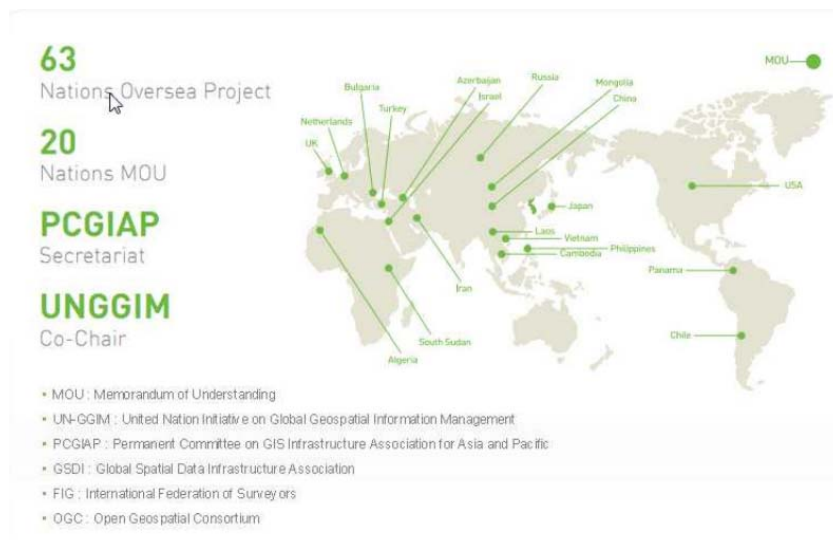 63
Nations Oversea Project
20
Nations MOU
PCGIAP
Secretariat
UNGGIM
Co-Chair
MOU
Bulgaria
Azerbaijan
Russia
Mongolia
Israel
China
Turkey
Netherlands
UK
USA
Japan
Laos
Vietnam
Philippines
Cambodia
Panama
Iran
South Sudan
Chile
Algeria
• MOU : Memorandum of Understanding
• UN-GGIM : United Nation Initiative on Global Geospatial Information Management
• PCGIAP : Permanent Committee on GIS Infrastructure Association for Asia and Pacific
• GSDI : Global Spatial Data Infrastructure Association
• FIG : International Federation of Surveyors
• OGC : Open Geospatial Consortium